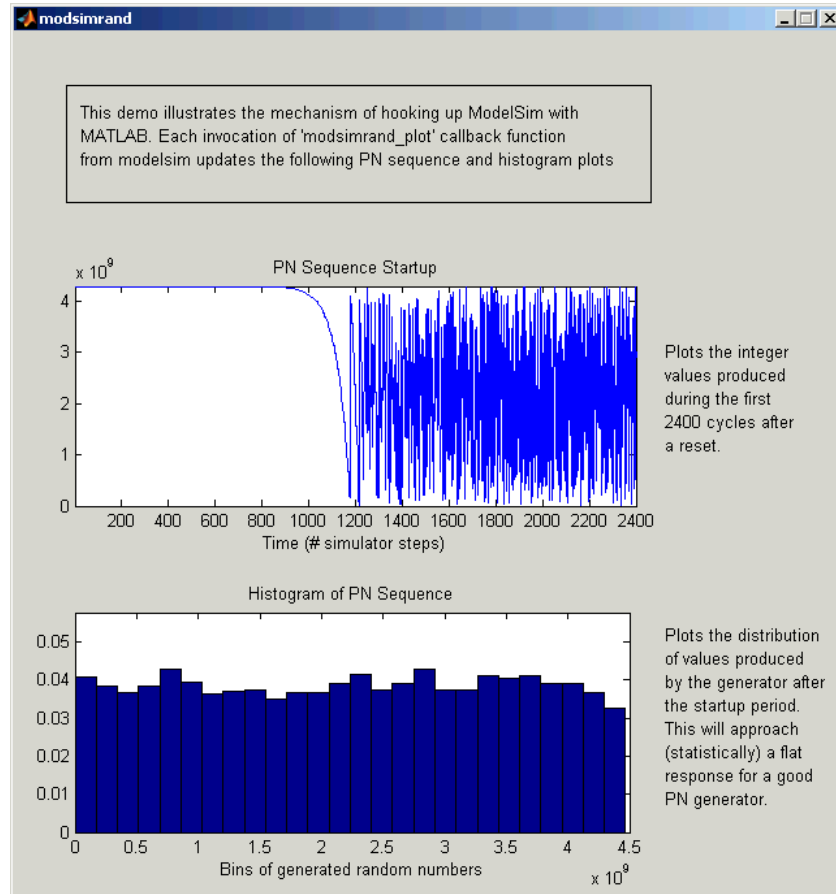 modsimrand
This demo illustrates the mechanism of hooking up ModelSim with
MATLAB. Each invocation of 'modsimrand_plot' callback function
from modelsim updates the following PN sequence and histogram plots
x 10^9
PN Sequence Startup
4
3
2
1
0
200 400 600 800 1000 1200 1400 1600 1800 2000 2200 2400
Time (# simulator steps)
Plots the integer
values produced
during the first
2400 cycles after
a reset.
Histogram of PN Sequence
0.05
0.04
0.03
0.02
0.01
0
0 0.5 1 1.5 2 2.5 3 3.5 4 4.5
Bins of generated random numbers
x 10^9
Plots the distribution
of values produced
by the generator after
the startup period.
This will approach
(statistically) a flat
response for a good
PN generator.